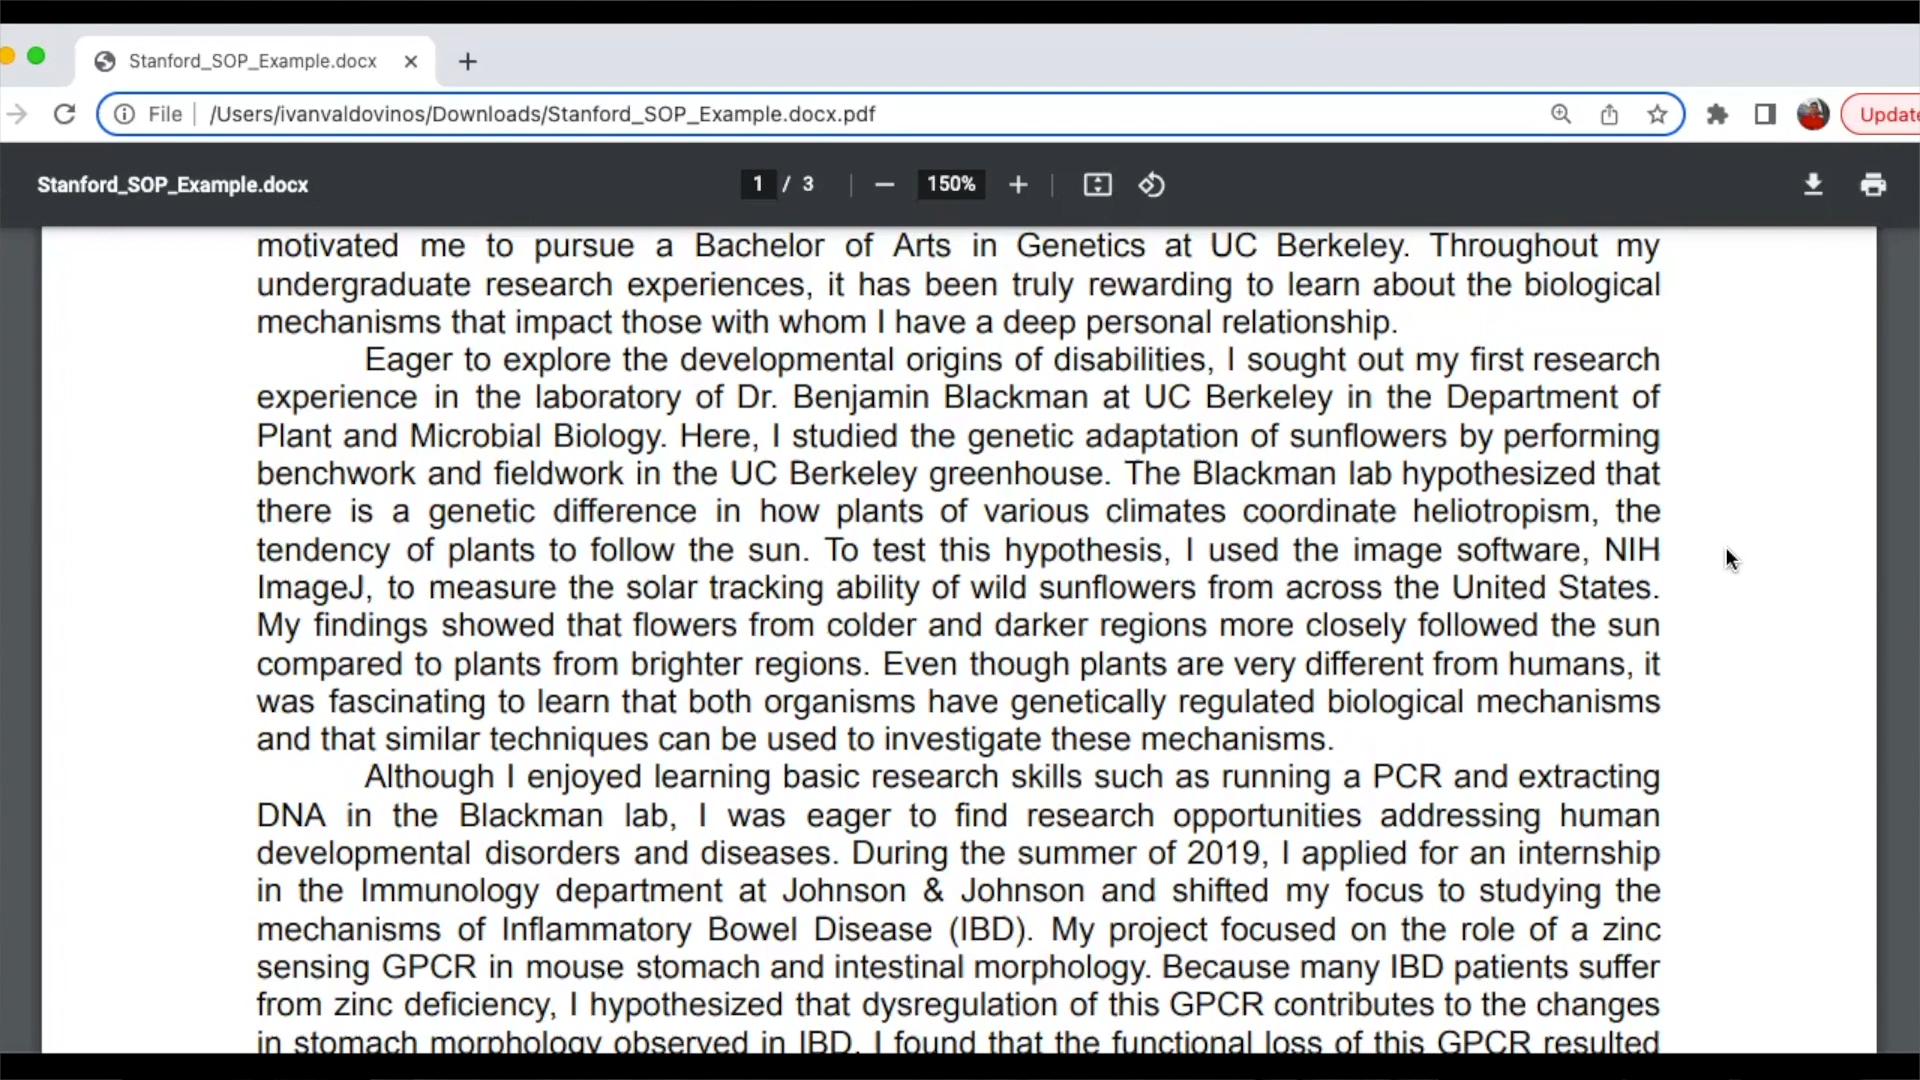 Stanford_SOP_Example.docx
File /Users/ivanvaldovinos/Downloads/Stanford_SOP_Example.docx.pdf
Update
Stanford_SOP_Example.docx
1 / 3
150%
motivated me to pursue a Bachelor of Arts in Genetics at UC Berkeley. Throughout my
undergraduate research experiences, it has been truly rewarding to learn about the biological
mechanisms that impact those with whom I have a deep personal relationship.
Eager to explore the developmental origins of disabilities, I sought out my first research
experience in the laboratory of Dr. Benjamin Blackman at UC Berkeley in the Department of
Plant and Microbial Biology. Here, I studied the genetic adaptation of sunflowers by performing
benchwork and fieldwork in the UC Berkeley greenhouse. The Blackman lab hypothesized that
there is a genetic difference in how plants of various climates coordinate heliotropism, the
tendency of plants to follow the sun. To test this hypothesis, I used the image software, NIH
ImageJ, to measure the solar tracking ability of wild sunflowers from across the United States.
My findings showed that flowers from colder and darker regions more closely followed the sun
compared to plants from brighter regions. Even though plants are very different from humans, it
was fascinating to learn that both organisms have genetically regulated biological mechanisms
and that similar techniques can be used to investigate these mechanisms.
Although I enjoyed learning basic research skills such as running a PCR and extracting
DNA in the Blackman lab, I was eager to find research opportunities addressing human
developmental disorders and diseases. During the summer of 2019, I applied for an internship
in the Immunology department at Johnson & Johnson and shifted my focus to studying the
mechanisms of Inflammatory Bowel Disease (IBD). My project focused on the role of a zinc
sensing GPCR in mouse stomach and intestinal morphology. Because many IBD patients suffer
from zinc deficiency, I hypothesized that dysregulation of this GPCR contributes to the changes
in stomach morphology observed in IBD. I found that the functional loss of this GPCR resulted